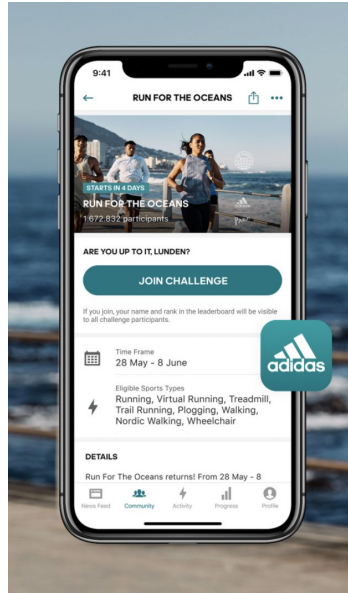 9:41
RUN FOR THE OCEANS
STARTS IN 4 DAYS
RUN FOR THE OCEANS
1.672.832 participants
adidas
ARE YOU UP TO IT, LUNDEN?
JOIN CHALLENGE
If you join, your name and rank in the leaderboard will be visible
to all challenge participants.
Time Frame
28 May - 8 June
adidas
Eligible Sports Types
Running, Virtual Running, Treadmill,
Trail Running, Plogging, Walking,
Nordic Walking, Wheelchair
DETAILS
Run For The Oceans returns! From 28 May - 8
News Feed
Community
Activity
Progress
Profile